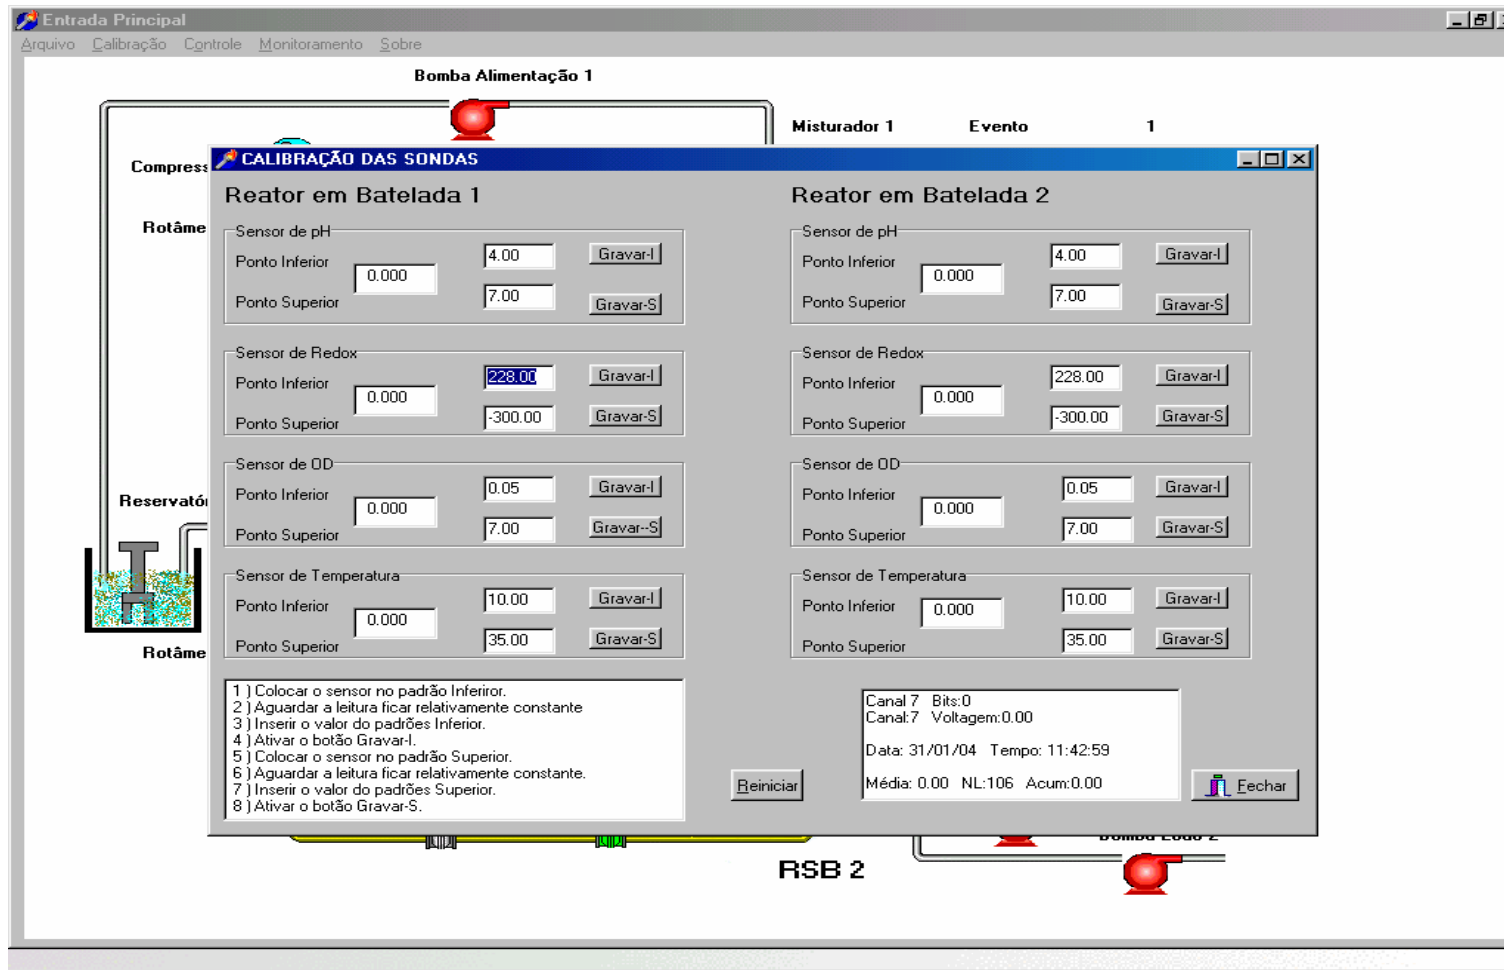 Entrada Principal
Arquivo Calibração Controle Monitoramento Sobre
Bomba Alimentação 1
Misturador 1 Evento 1
Compress
Rotâme
Reservatór
Rotâme
CALIBRAÇÃO DAS SONDAS
Reator em Batelada 1
Sensor de pH
Ponto Inferior 4.00 Gravar-I
0.000
Ponto Superior 7.00 Gravar-S
Sensor de Redox
Ponto Inferior 228.00 Gravar-I
0.000
Ponto Superior -300.00 Gravar-S
Sensor de OD
Ponto Inferior 0.05 Gravar-I
0.000
Ponto Superior 7.00 Gravar--S
Sensor de Temperatura
Ponto Inferior 10.00 Gravar-I
0.000
Ponto Superior 35.00 Gravar-S
Reator em Batelada 2
Sensor de pH
Ponto Inferior 4.00 Gravar-I
0.000
Ponto Superior 7.00 Gravar-S
Sensor de Redox
Ponto Inferior 228.00 Gravar-I
0.000
Ponto Superior -300.00 Gravar-S
Sensor de OD
Ponto Inferior 0.05 Gravar-I
0.000
Ponto Superior 7.00 Gravar-S
Sensor de Temperatura
Ponto Inferior 10.00 Gravar-I
0.000
Ponto Superior 35.00 Gravar-S
1 ) Colocar o sensor no padrão Inferiror.
2 ) Aguardar a leitura ficar relativamente constante
3 ) Inserir o valor do padrões Inferior.
4 ) Ativar o botão Gravar-I.
5 ) Colocar o sensor no padrão Superior.
6 ) Aguardar a leitura ficar relativamente constante.
7 ) Inserir o valor do padrões Superior.
8 ) Ativar o botão Gravar-S.
Reiniciar
Canal 7 Bits:0
Canal:7 Voltagem:0.00
Data: 31/01/04 Tempo: 11:42:59
Média: 0.00 NL:106 Acum:0.00
Fechar
Bomba Lodo 2
RSB 2